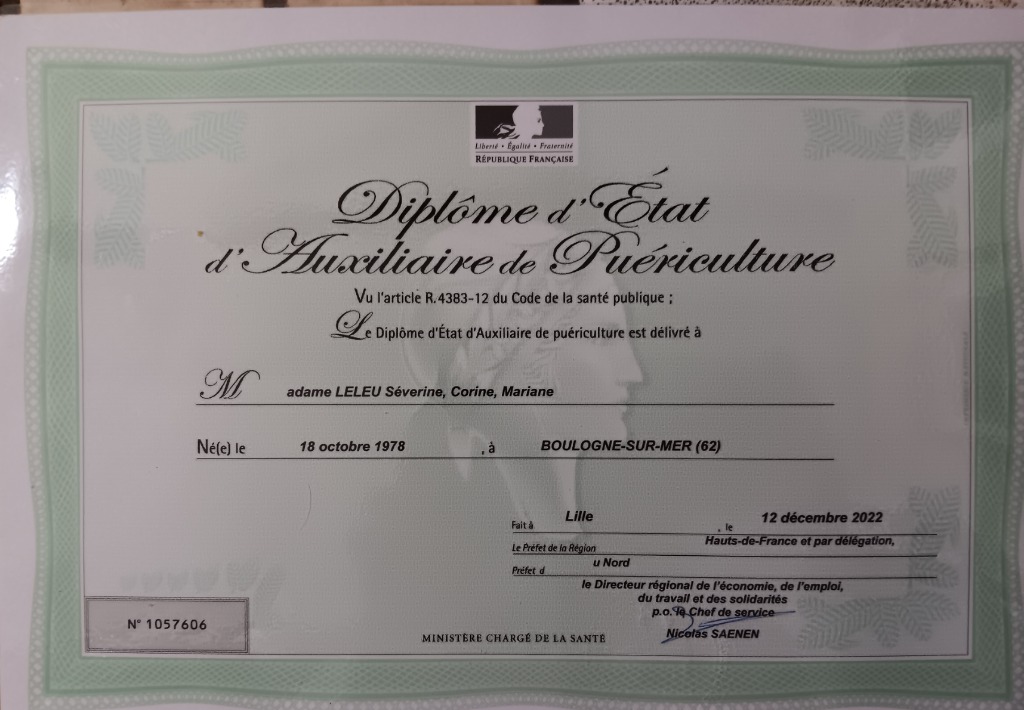 Liberté • Égalité • Fraternité
RÉPUBLIQUE FRANÇAISE
Diplôme d'État
d'Auxiliaire de Puériculture
Vu l'article R.4383-12 du Code de la santé publique ;
Le Diplôme d'État d'Auxiliaire de puériculture est délivré à
M adame LELEU Séverine, Corine, Mariane
Né(e) le 18 octobre 1978 , à BOULOGNE-SUR-MER (62)
Fait à Lille , le 12 décembre 2022
Le Préfet de la Région Hauts-de-France et par délégation,
Préfet d u Nord
le Directeur régional de l'économie, de l'emploi,
du travail et des solidarités
p.o. le Chef de service
Nicolas SAENEN
N° 1057606
MINISTÈRE CHARGÉ DE LA SANTÉ